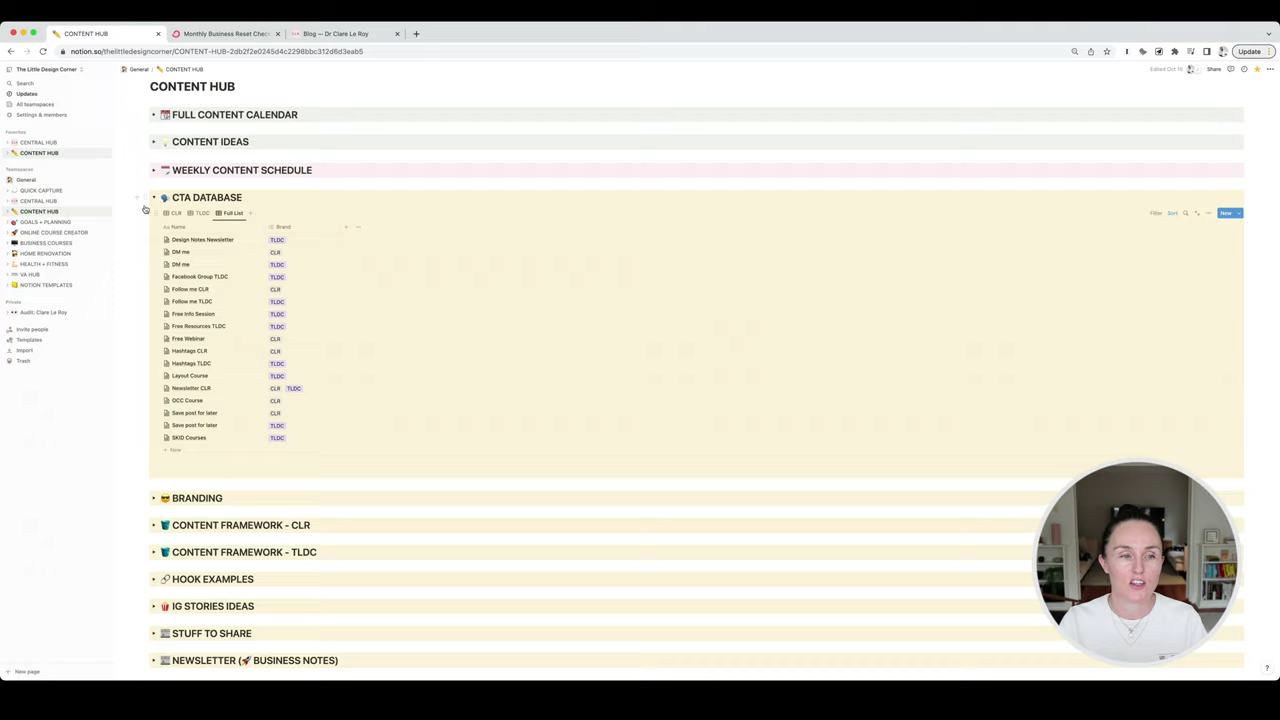 CONTENT HUB
Monthly Business Reset Chec
Blog — Dr Clare Le Roy
notion.so/thelittledesigncorner/CONTENT-HUB-2db2f2e0245d4c2298bbc312d6d3eab5
Update
The Little Design Corner
General / CONTENT HUB
Edited Oct 16
Share
Search
Updates
All teamspaces
Settings & members
Favorites
CENTRAL HUB
CONTENT HUB
Teamspaces
General
QUICK CAPTURE
CENTRAL HUB
CONTENT HUB
GOALS + PLANNING
ONLINE COURSE CREATOR
BUSINESS COURSES
HOME RENOVATION
HEALTH + FITNESS
VA HUB
NOTION TEMPLATES
Private
Audit: Clare Le Roy
Invite people
Templates
Import
Trash
New page
CONTENT HUB
FULL CONTENT CALENDAR
CONTENT IDEAS
WEEKLY CONTENT SCHEDULE
CTA DATABASE
CLR TLDC Full List
Filter Sort New
Aa Name Brand
Design Notes Newsletter TLDC
DM me CLR
DM me TLDC
Facebook Group TLDC TLDC
Follow me CLR CLR
Follow me TLDC TLDC
Free Info Session TLDC
Free Resources TLDC TLDC
Free Webinar CLR
Hashtags CLR CLR
Hashtags TLDC TLDC
Layout Course TLDC
Newsletter CLR CLR TLDC
OCC Course CLR
Save post for later CLR
Save post for later TLDC
SKID Courses TLDC
New
BRANDING
CONTENT FRAMEWORK - CLR
CONTENT FRAMEWORK - TLDC
HOOK EXAMPLES
IG STORIES IDEAS
STUFF TO SHARE
NEWSLETTER (🚀 BUSINESS NOTES)